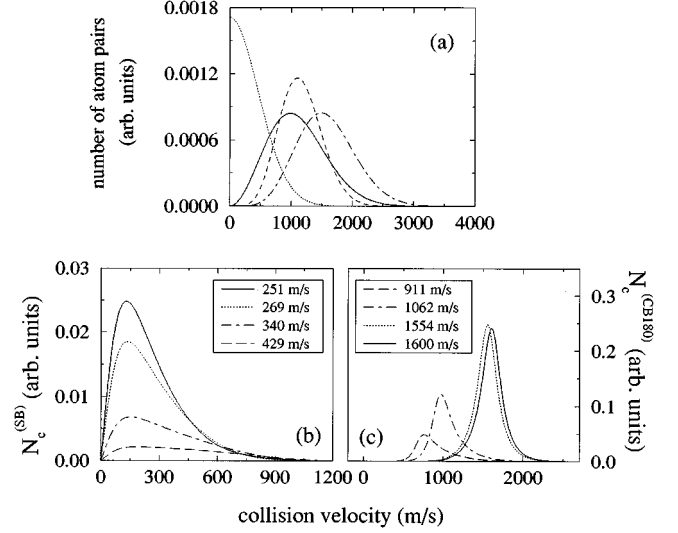 number of atom pairs
(arb. units)
0.0018
0.0012
0.0006
0.0000
(a)
0
1000
2000
3000
4000
N_c^(SB) (arb. units)
0.03
0.02
0.01
0.00
251 m/s
269 m/s
340 m/s
429 m/s
(b)
0
300
600
900
1200
911 m/s
1062 m/s
1554 m/s
1600 m/s
(c)
0
1000
2000
0.3
0.2
0.1
0.0
N_c^(CB180) (arb. units)
collision velocity (m/s)